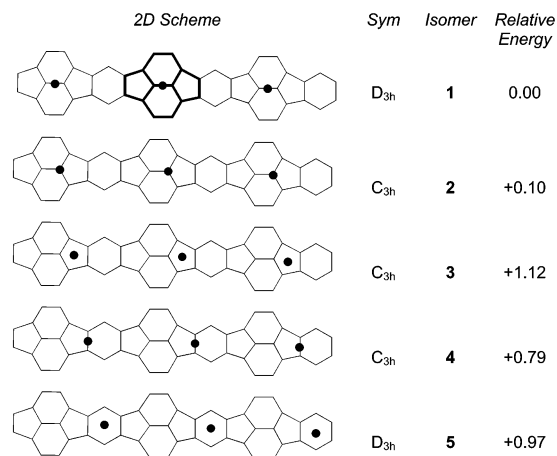 2D Scheme Sym Isomer Relative Energy
D3h 1 0.00
C3h 2 +0.10
C3h 3 +1.12
C3h 4 +0.79
D3h 5 +0.97